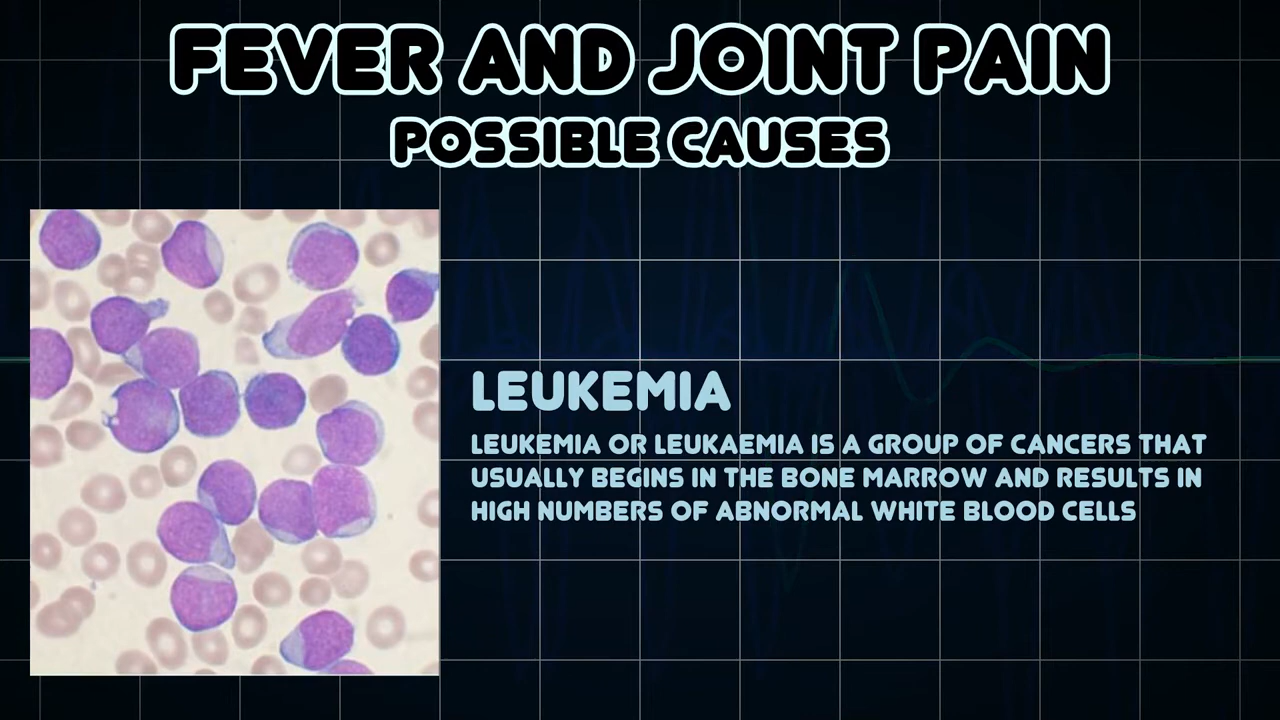 FEVER AND JOINT PAIN
POSSIBLE CAUSES
LEUKEMIA
LEUKEMIA OR LEUKAEMIA IS A GROUP OF CANCERS THAT
USUALLY BEGINS IN THE BONE MARROW AND RESULTS IN
HIGH NUMBERS OF ABNORMAL WHITE BLOOD CELLS